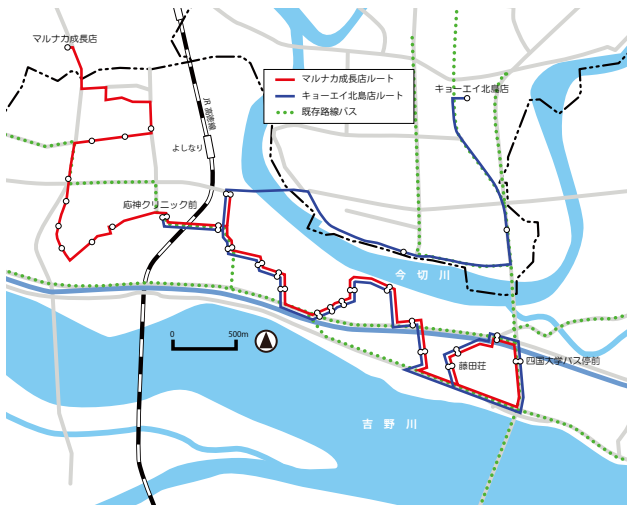 マルナカ成長店
マルナカ成長店ルート
キョーエイ北島店ルート
既存路線バス
キョーエイ北島店
JR 高徳線
よしなり
応神クリニック前
今切川
0 500m
藤田荘
四国大学バス停前
吉野川